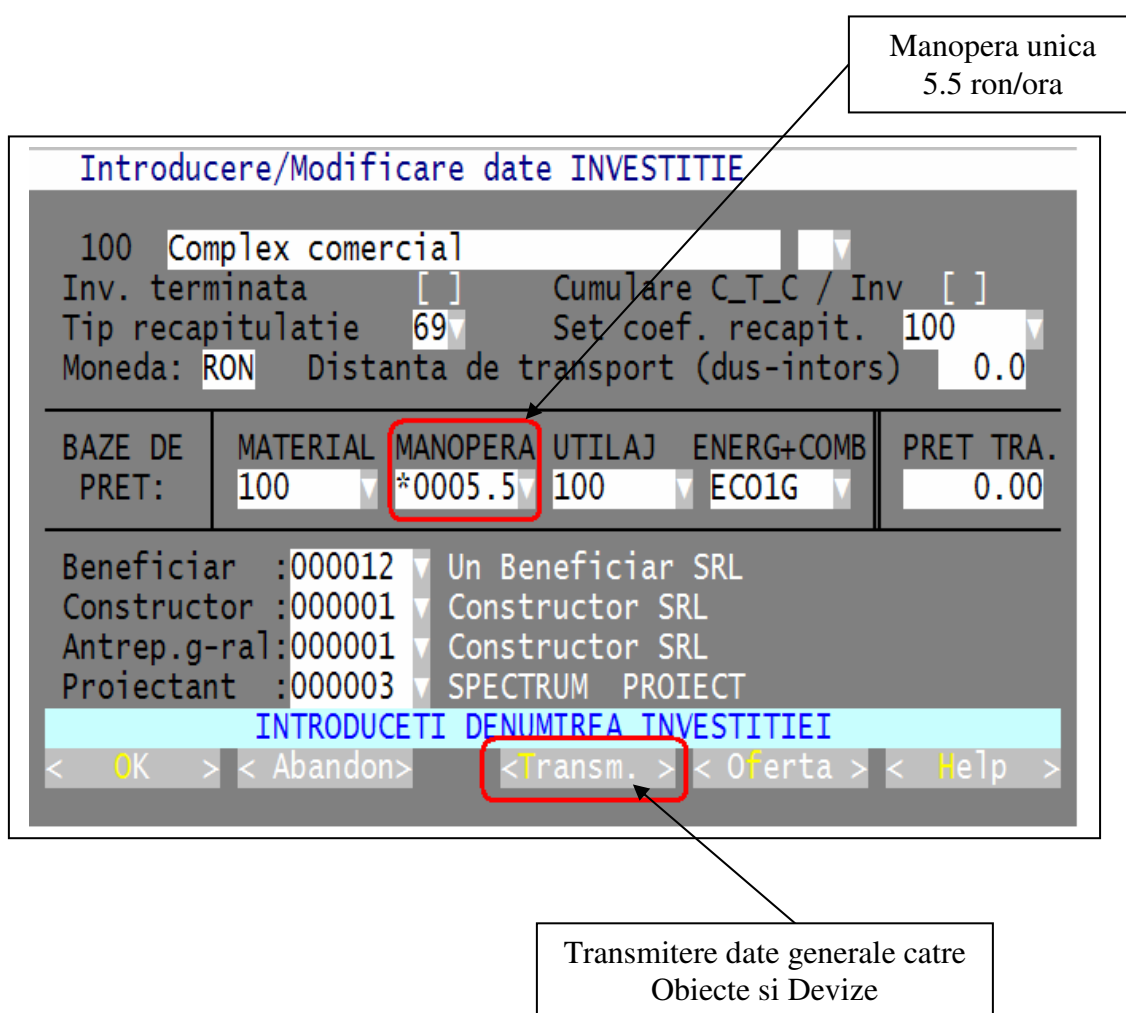 Manopera unica
5.5 ron/ora
Introducere/Modificare date INVESTITIE
100 Complex comercial
Inv. terminata [ ] Cumulare C_T_C / Inv [ ]
Tip recapitulatie 69 Set coef. recapit. 100
Moneda: RON Distanta de transport (dus-intors) 0.0
BAZE DE MATERIAL MANOPERA UTILAJ ENERG+COMB PRET TRA.
PRET: 100 *0005.5 100 ECO1G 0.00
Beneficiar :000012 Un Beneficiar SRL
Constructor :000001 Constructor SRL
Antrep.g-ral:000001 Constructor SRL
Proiectant :000003 SPECTRUM PROIECT
INTRODUCETI DENUMIREA INVESTITIEI
< OK > < Abandon> <Transm. > < Oferta > < Help >
Transmitere date generale catre
Obiecte si Devize